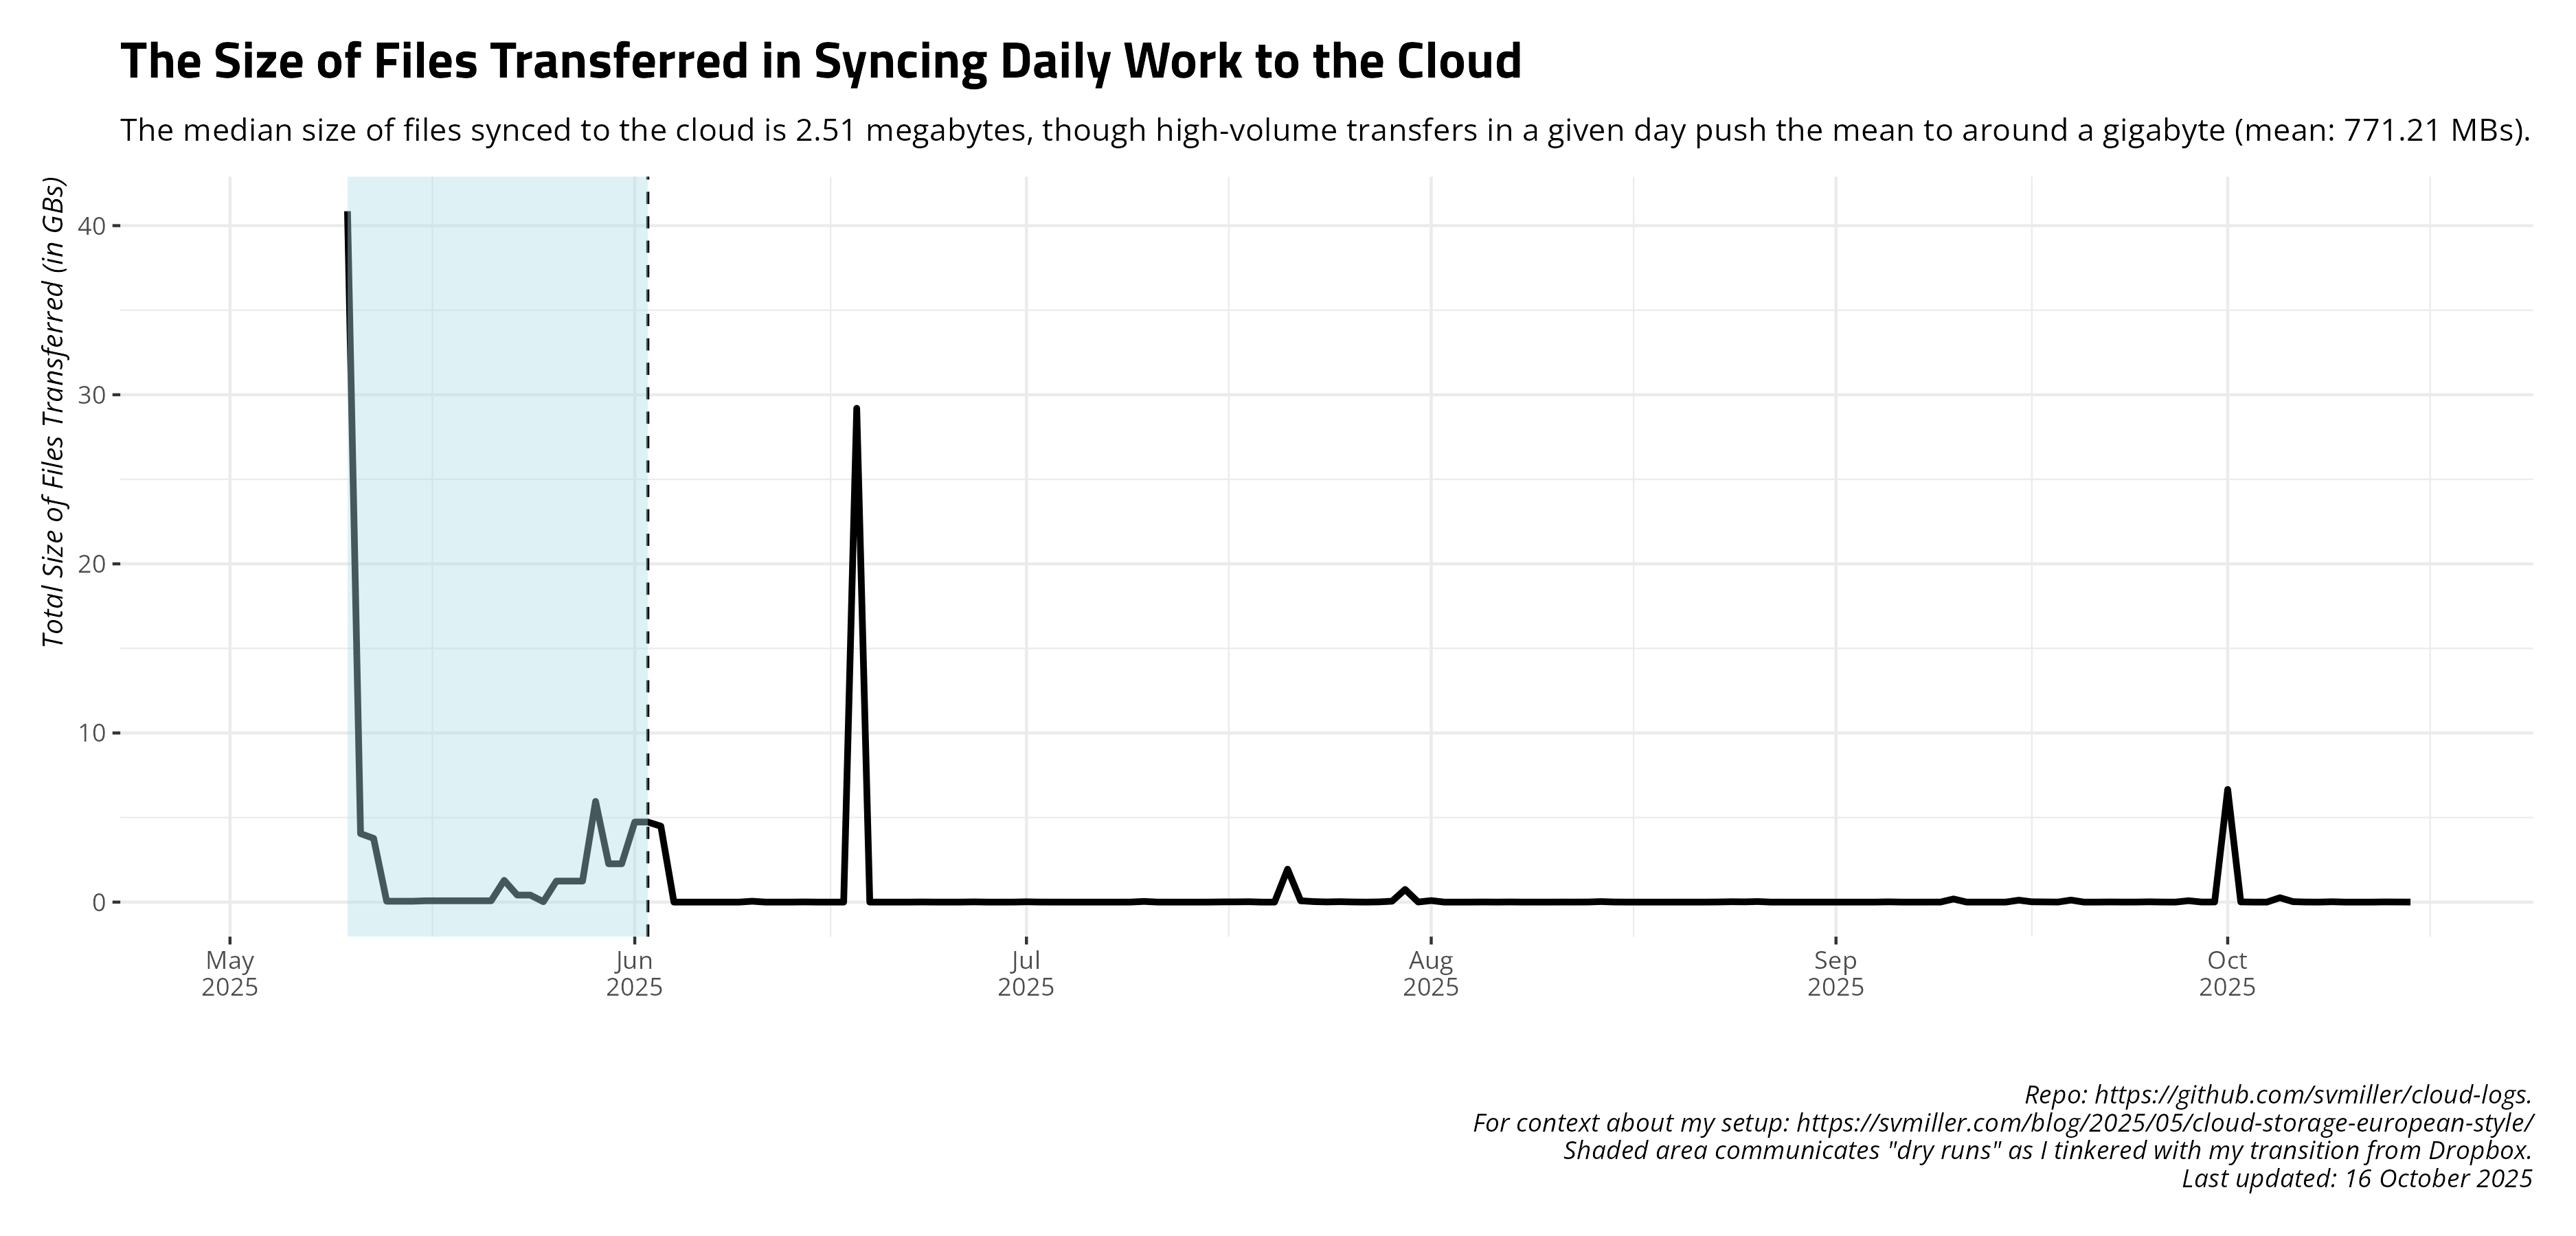 The Size of Files Transferred in Syncing Daily Work to the Cloud
The median size of files synced to the cloud is 2.51 megabytes, though high-volume transfers in a given day push the mean to around a gigabyte (mean: 771.21 MBs).
Total Size of Files Transferred (in GBs)
40
30
20
10
0
May
2025
Jun
2025
Jul
2025
Aug
2025
Sep
2025
Oct
2025
Repo: https://github.com/svmiller/cloud-logs.
For context about my setup: https://svmiller.com/blog/2025/05/cloud-storage-european-style/
Shaded area communicates "dry runs" as I tinkered with my transition from Dropbox.
Last updated: 16 October 2025